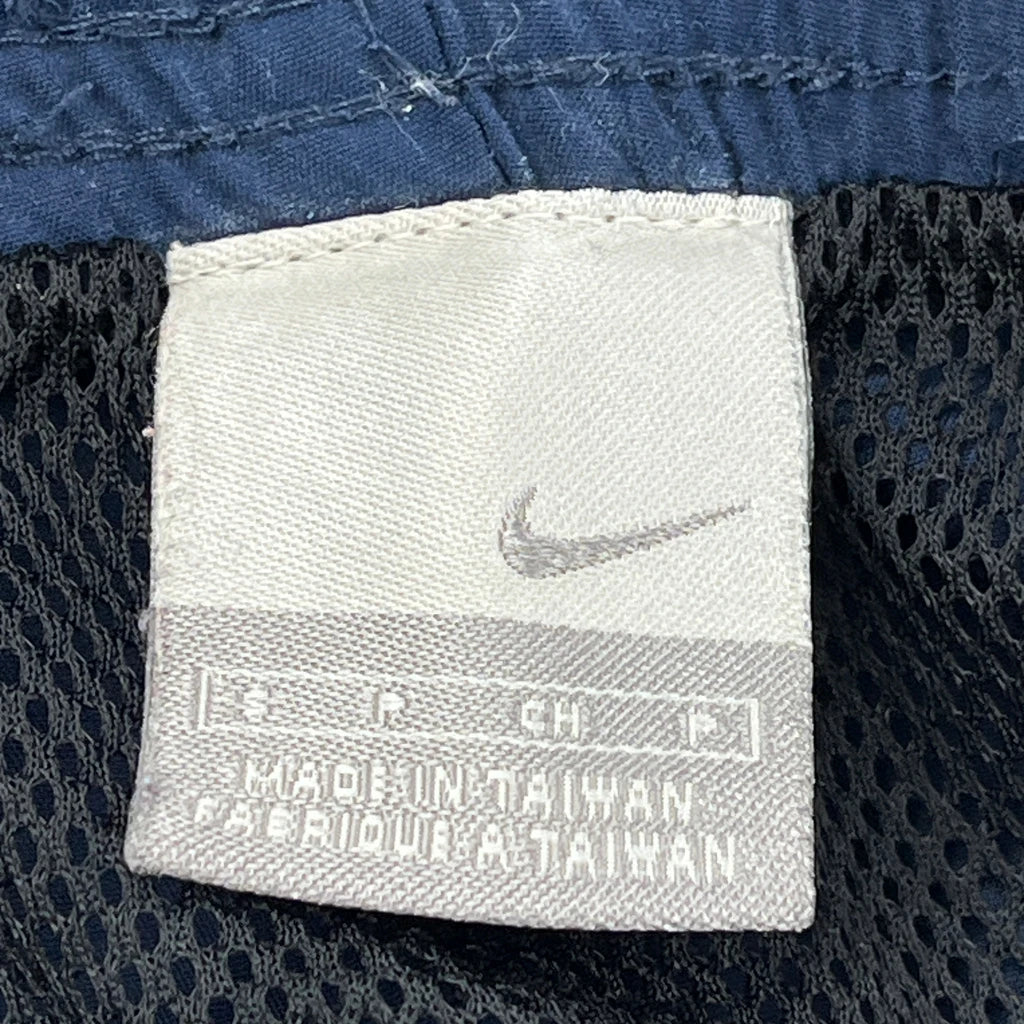 S P CH P
MADE IN TAIWAN
FABRIQUE A TAIWAN